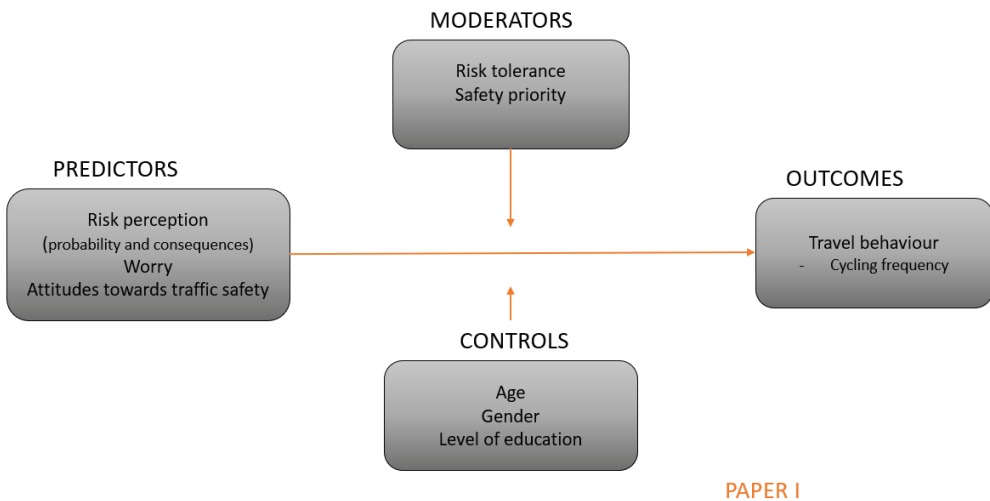 MODERATORS
Risk tolerance
Safety priority
PREDICTORS
Risk perception
(probability and consequences)
Worry
Attitudes towards traffic safety
OUTCOMES
Travel behaviour
- Cycling frequency
CONTROLS
Age
Gender
Level of education
PAPER I